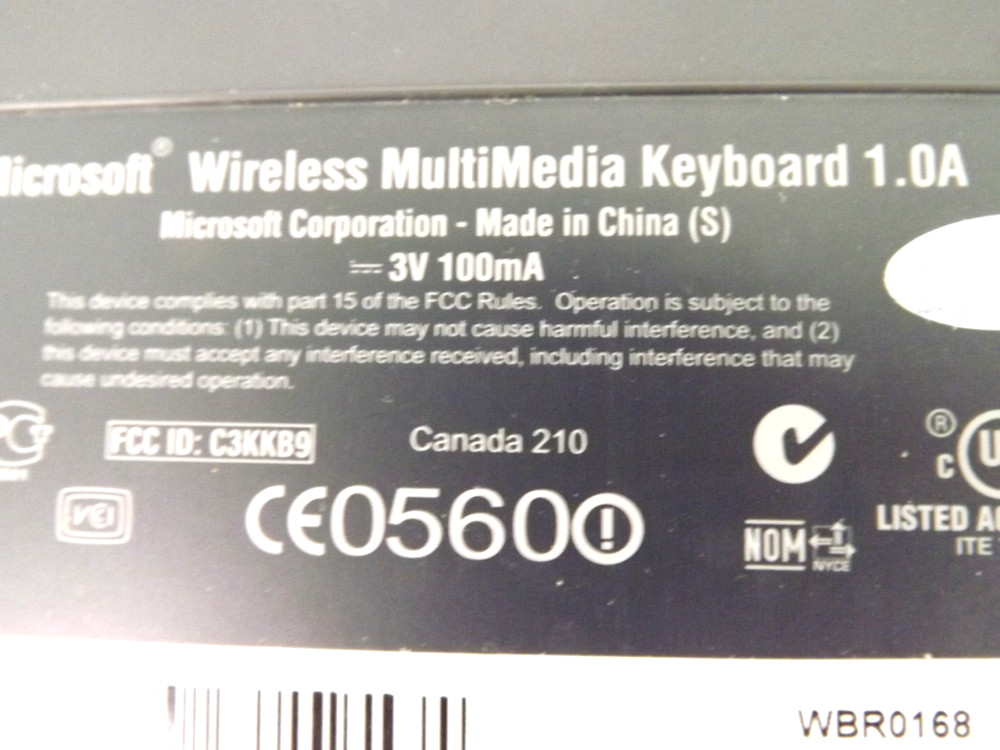 Microsoft® Wireless MultiMedia Keyboard 1.0A
Microsoft Corporation - Made in China (S)
3V 100mA
This device complies with part 15 of the FCC Rules. Operation is subject to the
following conditions: (1) This device may not cause harmful interference, and (2)
this device must accept any interference received, including interference that may
cause undesired operation.
FCC ID: C3KKB9
Canada 210
®
C
VEI
CE0560
NOM
NYCE
LISTED
ITE
WBR0168